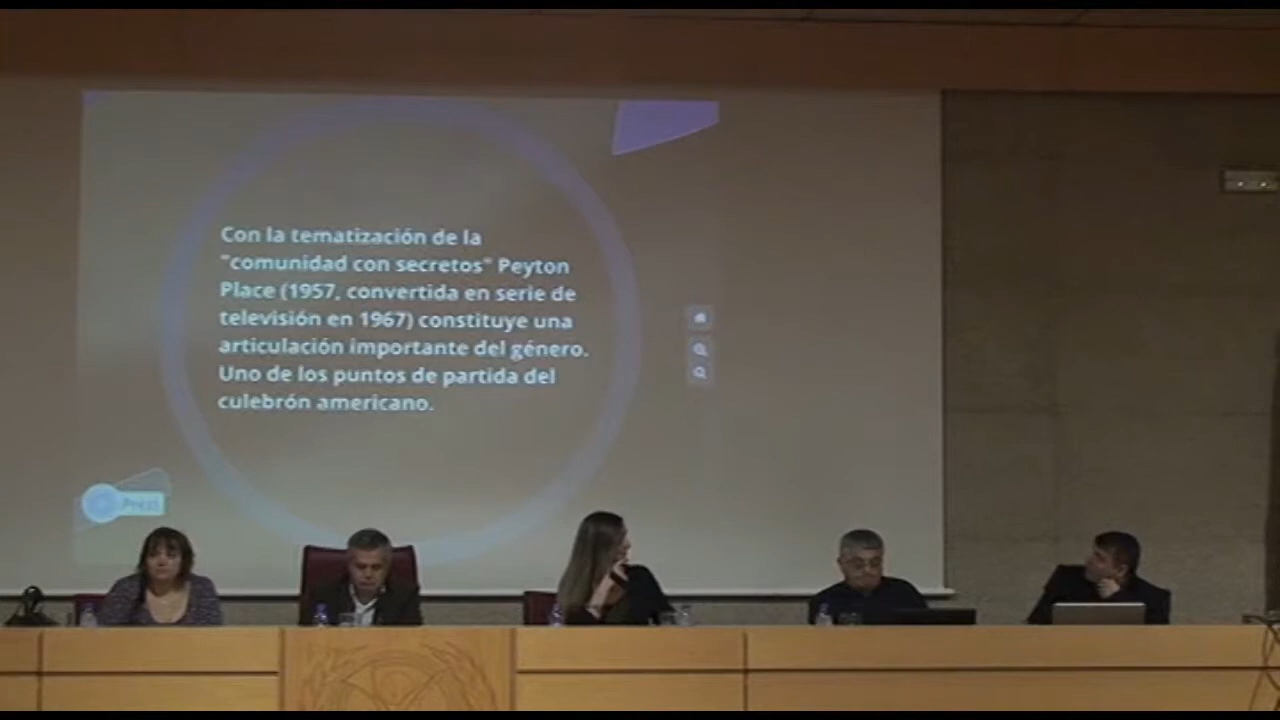 Con la tematización de la
"comunidad con secretos" Peyton
Place (1957, convertida en serie de
televisión en 1967) constituye una
articulación importante del género.
Uno de los puntos de partida del
culebrón americano.
Prezi